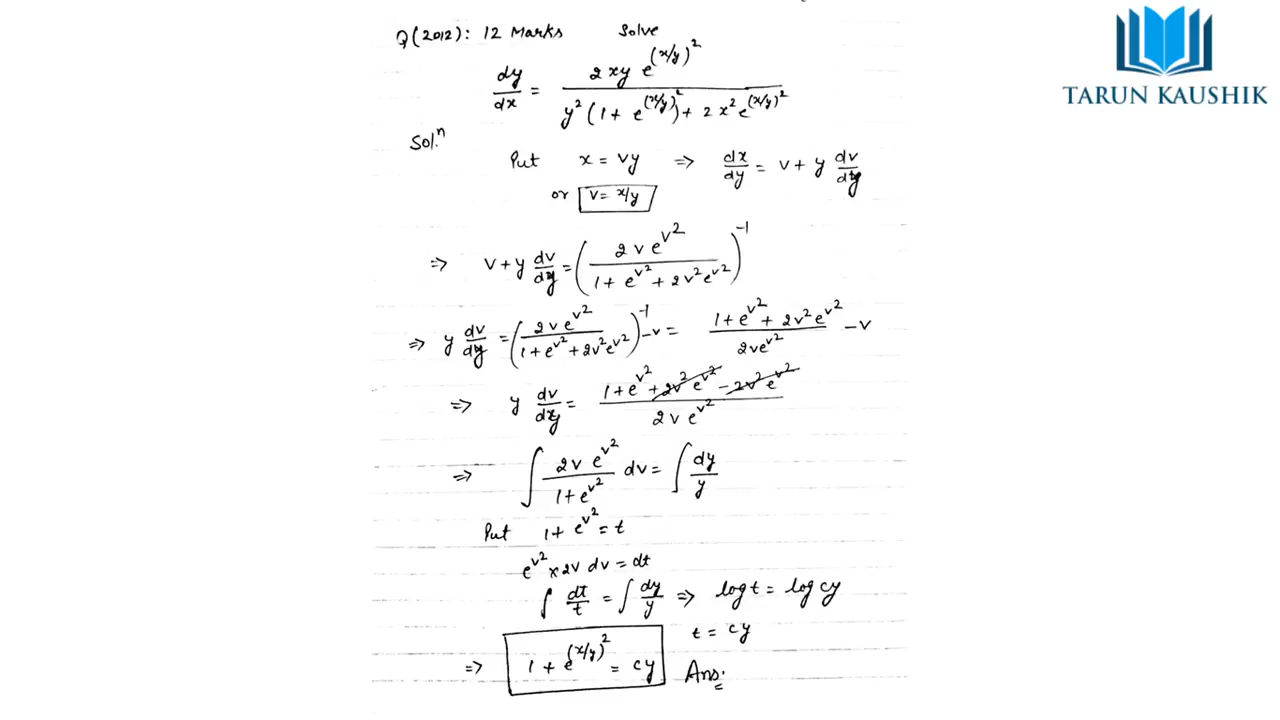 Q(2012): 12 Marks Solve
dy/dx = 2xy e^(x/y)^2 / y^2(1+ e^(x/y)^2) + 2x^2 e^(x/y)^2
Sol.n
Put x = vy ⇒ dx/dy = v + y dv/dy
or v = x/y
⇒ v + y dv/dy = (2v e^v^2 / 1 + e^v^2 + 2v^2 e^v^2)^-1
⇒ y dv/dy = (2v e^v^2 / 1 + e^v^2 + 2v^2 e^v^2)^-1 - v = 1 + e^v^2 + 2v^2 e^v^2 / 2v e^v^2 - v
⇒ y dv/dy = 1 + e^v^2 + 2v^2 e^v^2 - 2v^2 e^v^2 / 2v e^v^2
⇒ ∫ 2v e^v^2 / 1 + e^v^2 dv = ∫ dy/y
Put 1 + e^v^2 = t
e^v^2 × 2v dv = dt
∫ dt/t = ∫ dy/y ⇒ log t = log cy
t = cy
⇒ 1 + e^(x/y)^2 = cy Ans:
TARUN KAUSHIK